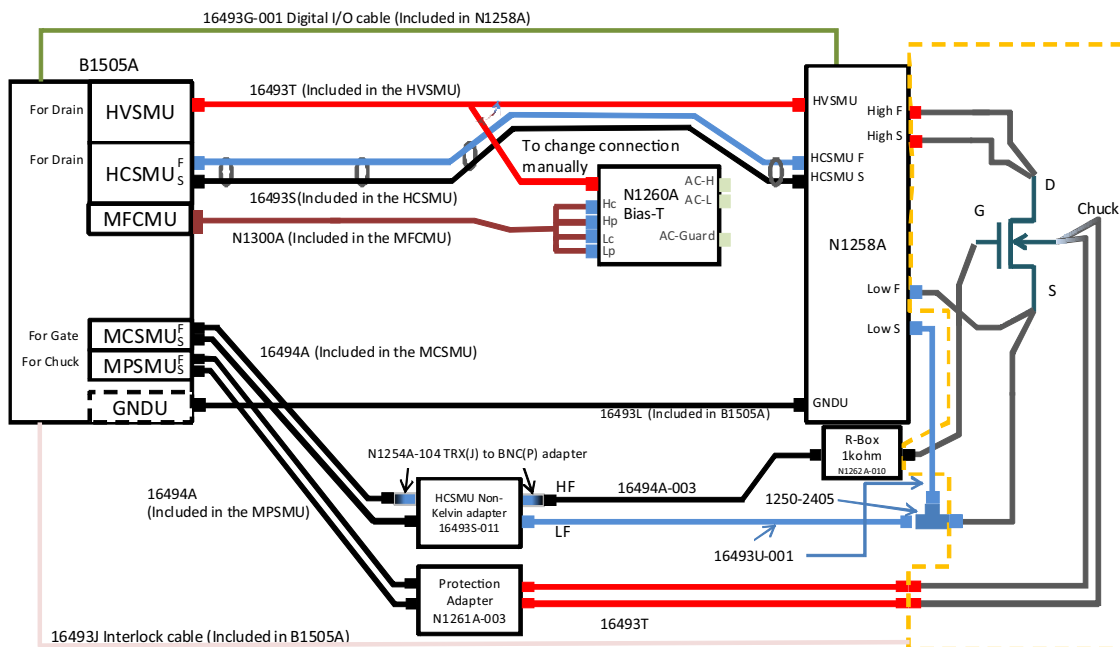 16493G-001 Digital I/O cable (Included in N1258A)
B1505A
For Drain
HVSMU
16493T (Included in the HVSMU)
HVSMU
High F
High S
For Drain
HCSMU
F
S
To change connection
manually
HCSMU F
HCSMU S
16493S(Included in the HCSMU)
N1260A
Bias-T
AC-H
AC-L
AC-Guard
Hc
Hp
Lc
Lp
MFCMU
N1300A (Included in the MFCMU)
N1258A
D
G
S
Chuck
Low F
Low S
For Gate
MCSMU
F
S
For Chuck
MPSMU
F
S
16494A (Included in the MCSMU)
GNDU
16493L (Included in B1505A)
GNDU
R-Box
1kohm
N1262A-010
N1254A-104 TRX(J) to BNC(P) adapter
16494A
(Included in the MPSMU)
HCSMU Non-
Kelvin adapter
16493S-011
HF
LF
16494A-003
1250-2405
16493U-001
Protection
Adapter
N1261A-003
16493T
16493J Interlock cable (Included in B1505A)